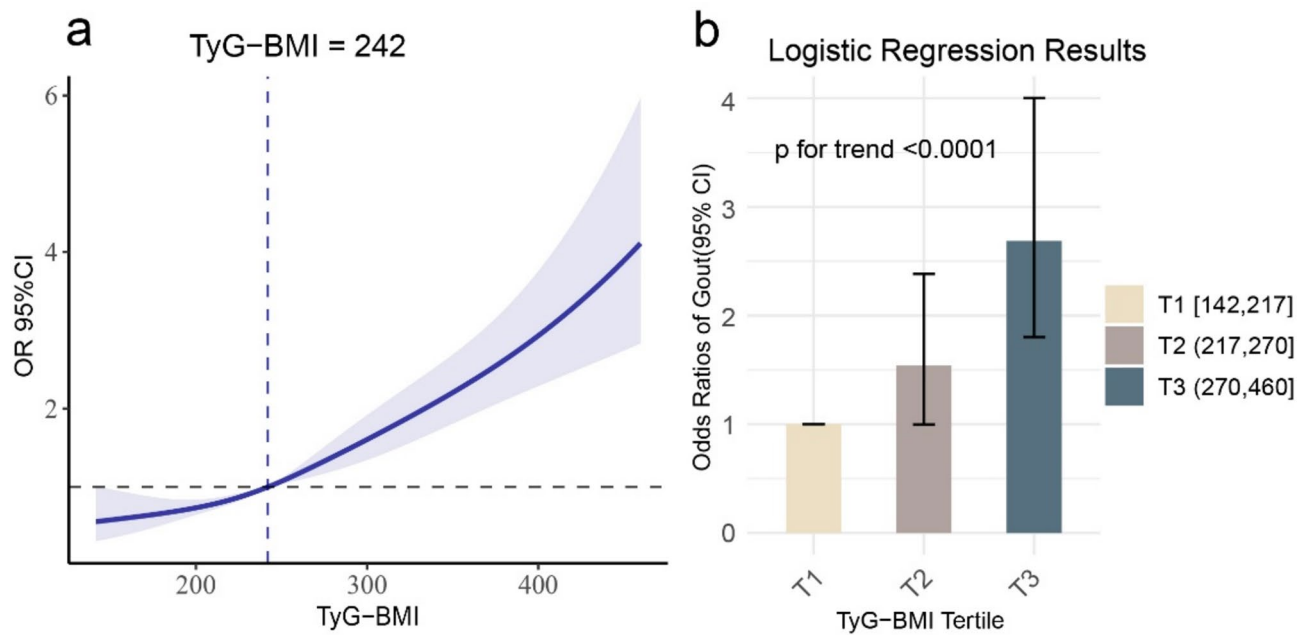 a
TyG−BMI = 242
OR 95%CI
6
4
2
200
300
400
TyG−BMI
b
Logistic Regression Results
p for trend <0.0001
Odds Ratios of Gout(95% CI)
4
3
2
1
0
T1
T2
T3
TyG−BMI Tertile
T1 [142,217]
T2 (217,270]
T3 (270,460]